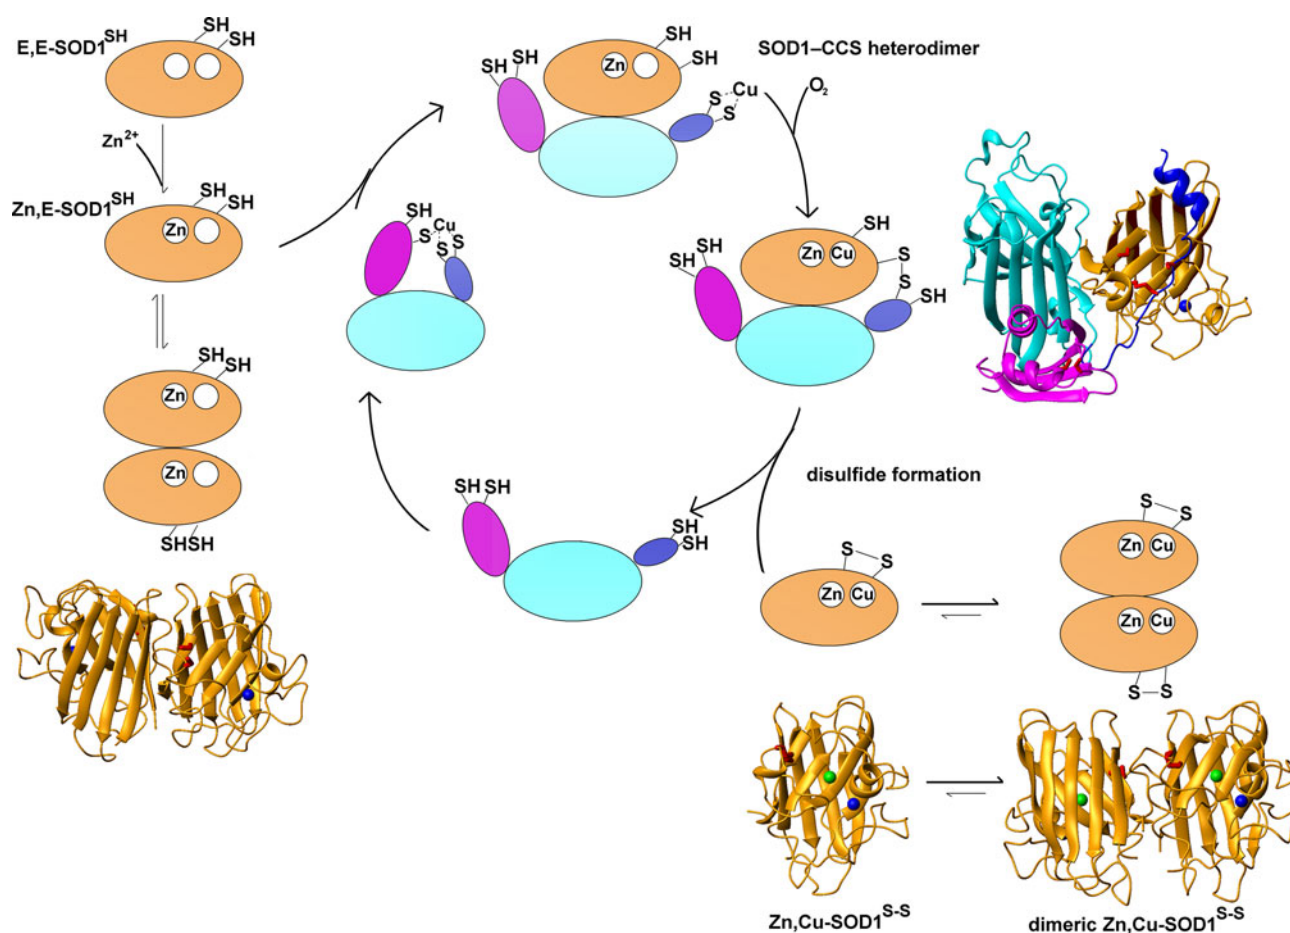 E,E-SOD1SH
SH
SH
Zn2+
Zn,E-SOD1SH
SH
SH
Zn
SH
SH
Zn
Zn
SHSH
SH
S Cu S
S
SH SH
Zn
SH
SH
S Cu
S
SOD1–CCS heterodimer
O2
SH
SH
Zn Cu
SH
S
S
SH
disulfide formation
SH SH
SH
SH
S S
Zn Cu
S S
Zn Cu
Zn Cu
S S
Zn,Cu-SOD1S-S
dimeric Zn,Cu-SOD1S-S